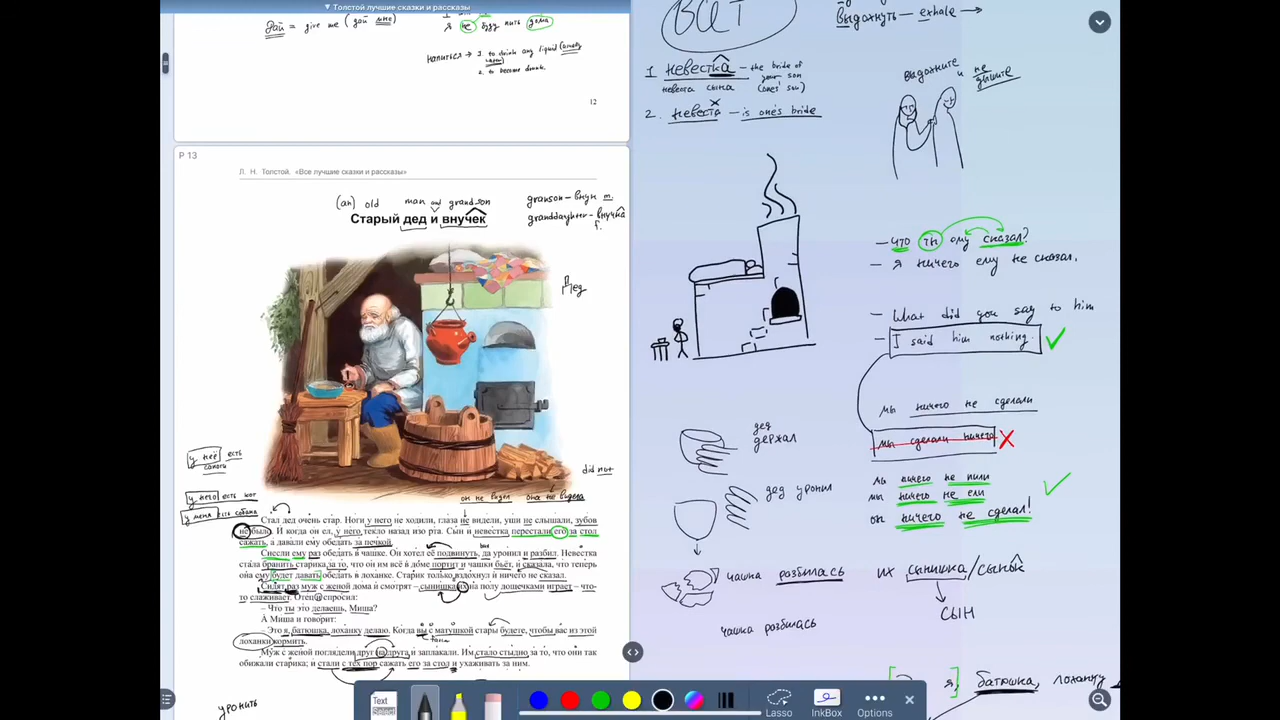 Толстой лучшие сказки и рассказы
Дай = give me (дай мне)
Я не буду пить дома
напиться → 1. to drink any liquid
2. to become drunk.
12
P 13
Л. Н. Толстой. «Все лучшие сказки и рассказы»
(an) old man and grandson
Старый дед и внучек
granson – внук m.
granddaughter – внучка f.
Дед
у неё есть сапоги
у него есть кот
у меня есть собака
did not
он не видел она не видела
Стал дед очень стар. Ноги у него не ходили, глаза не видели, уши не слышали, зубов
не было. И когда он ел, у него текло назад изо рта. Сын и невестка перестали его за стол
сажать, а давали ему обедать за печкой.
Снесли ему раз обедать в чашке. Он хотел её подвинуть, да уронил и разбил. Невестка
стала бранить старика за то, что он им всё в доме портит и чашки бьёт, и сказала, что теперь
она ему будет давать обедать в лоханке. Старик только вздохнул и ничего не сказал.
Сидят раз муж с женой дома и смотрят – сынишка их на полу дощечками играет – что-
то слаживает. Отец и спросил:
– Что ты это делаешь, Миша?
А Миша и говорит:
– Это я, батюшка, лоханку делаю. Когда вы с матушкой стары будете, чтобы вас из этой
лоханки кормить.
Муж с женой поглядели друг на друга и заплакали. Им стало стыдно за то, что они так
обижали старика; и стали с тех пор сажать его за стол и ухаживать за ним.
уронить
выдохнуть – exhale →
1 невестка – the bride of your son (ones' son)
невеста сына
2. невеста – is one's bride
выдохните и не дышите
– что ты ему сказал?
– я ничего ему не сказал.
– What did you say to him
– I said him nothing.
мы ничего не сделали
мы сделали ничего
мы ничего не пили
мы ничего не ели
он ничего не сделал!
дед держал
дед уронил
чашка разбилась
чашка разбилась
их сынишка/сынок
сын
я] батюшка, лоханку
Text
Select
Lasso
InkBox
Options